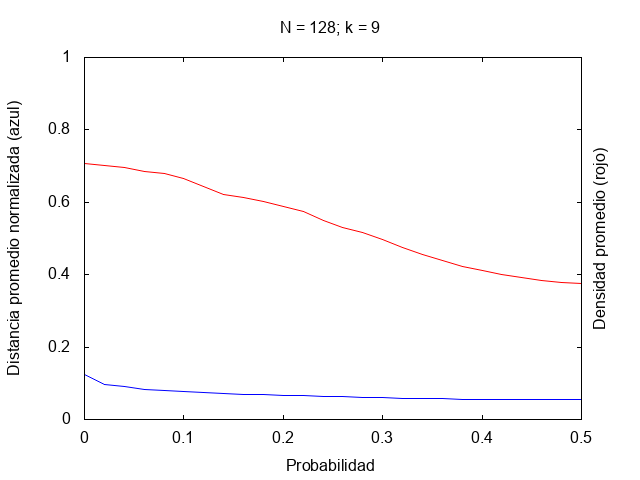 N = 128; k = 9
Distancia promedio normalizada (azul)
1
0.8
0.6
0.4
0.2
0
0 0.1 0.2 0.3 0.4 0.5
Probabilidad
Densidad promedio (rojo)